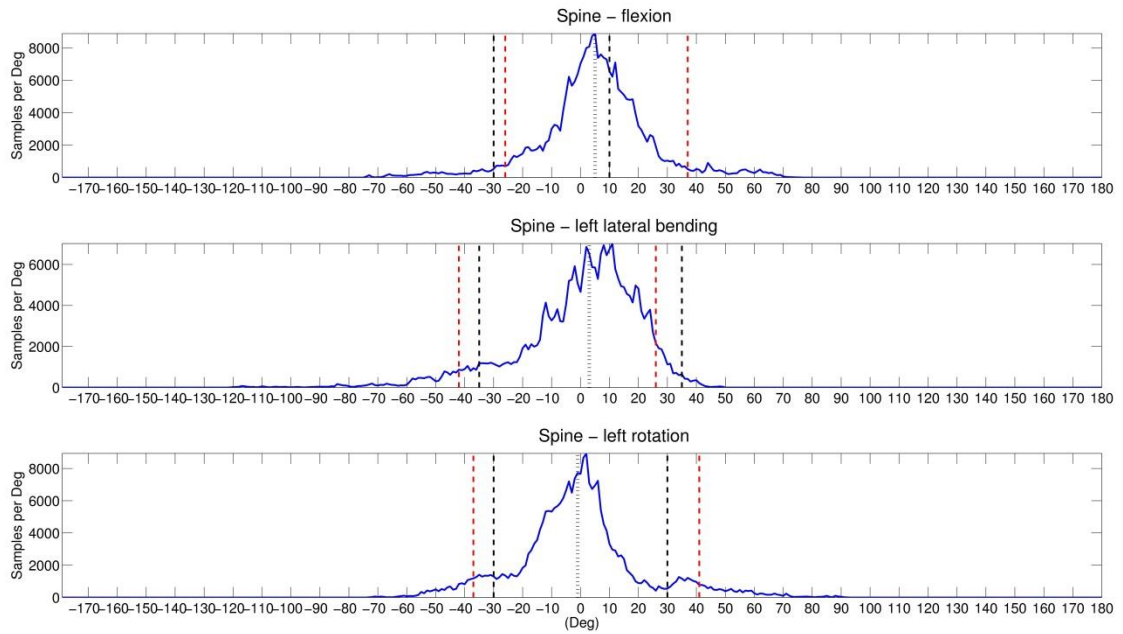 Spine – flexion
8000
6000
4000
2000
0
Samples per Deg
−170 −160 −150 −140 −130 −120 −110 −100 −90 −80 −70 −60 −50 −40 −30 −20 −10 0 10 20 30 40 50 60 70 80 90 100 110 120 130 140 150 160 170 180
Spine – left lateral bending
6000
4000
2000
0
Samples per Deg
−170 −160 −150 −140 −130 −120 −110 −100 −90 −80 −70 −60 −50 −40 −30 −20 −10 0 10 20 30 40 50 60 70 80 90 100 110 120 130 140 150 160 170 180
Spine – left rotation
8000
6000
4000
2000
0
Samples per Deg
−170 −160 −150 −140 −130 −120 −110 −100 −90 −80 −70 −60 −50 −40 −30 −20 −10 0 10 20 30 40 50 60 70 80 90 100 110 120 130 140 150 160 170 180
(Deg)